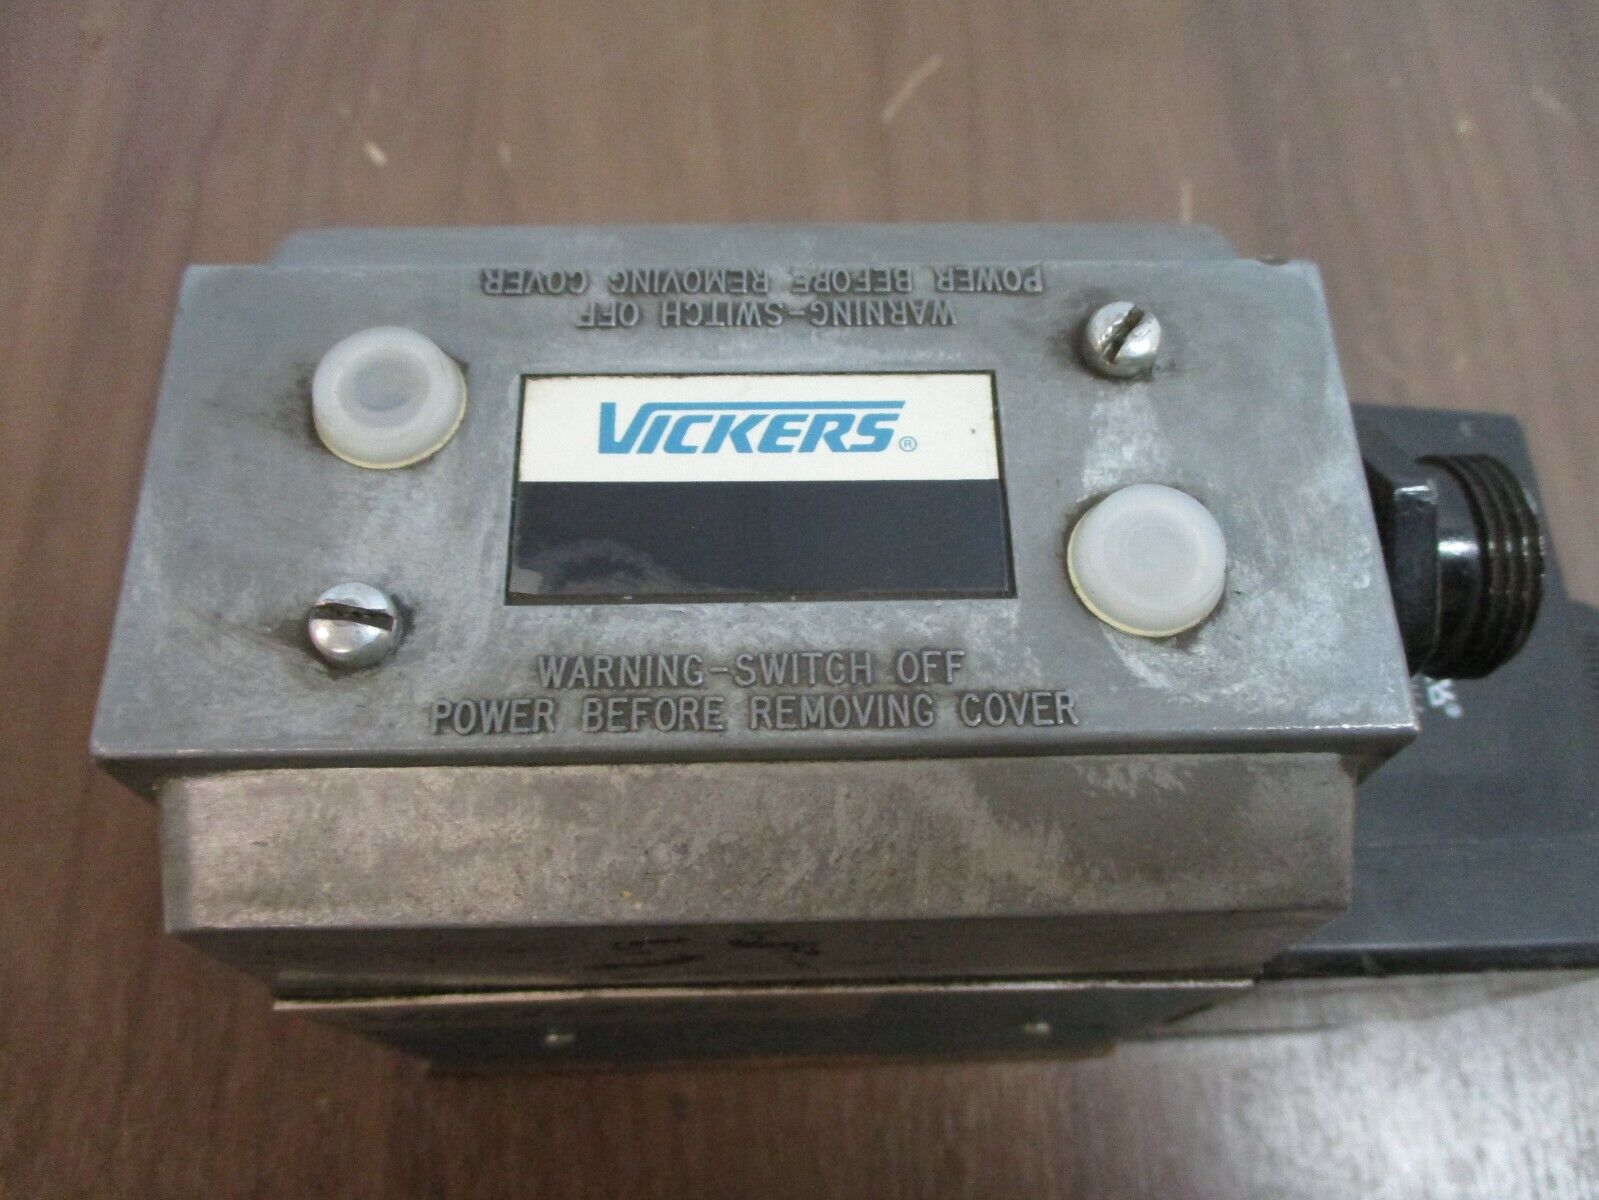 WARNING-SWITCH OFF
POWER BEFORE REMOVING COVER
VICKERS®
WARNING-SWITCH OFF
POWER BEFORE REMOVING COVER